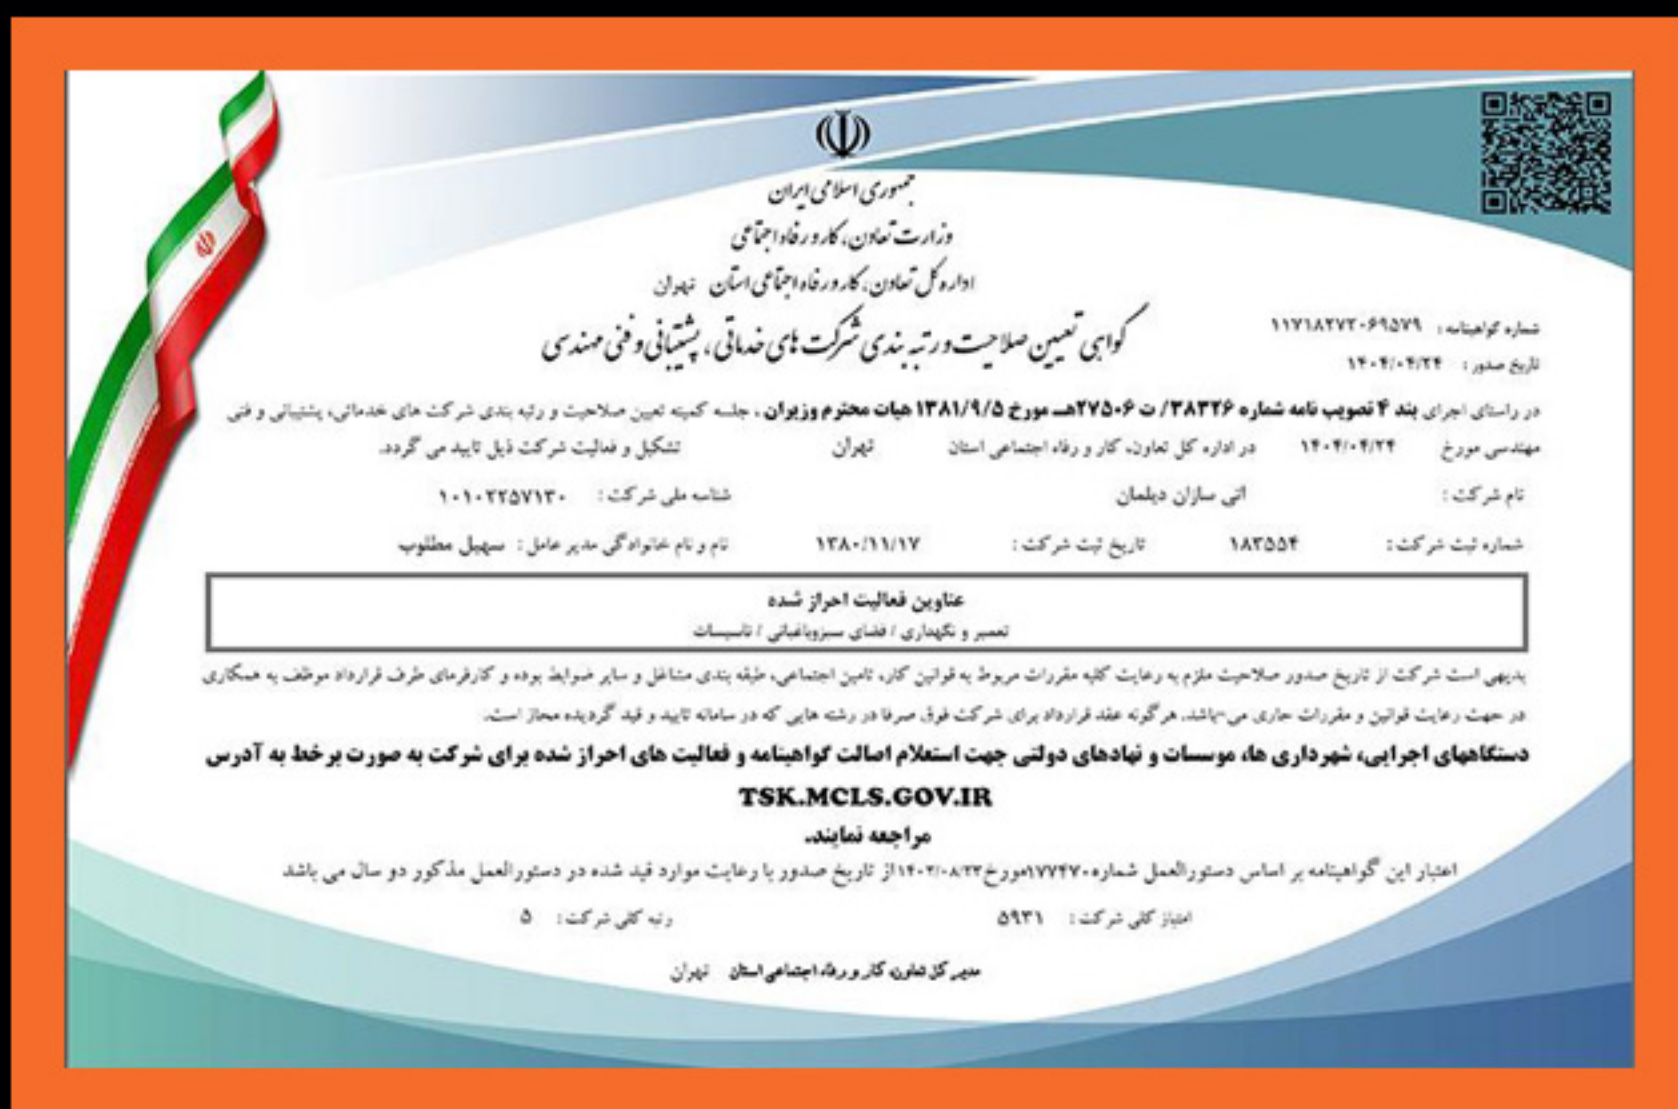 جمهوری اسلامی ایران
وزارت تعاون، کار و رفاه اجتماعی
اداره کل تعاون، کار و رفاه اجتماعی استان تهران
گواهی تعیین صلاحیت و رتبه بندی شرکت های خدماتی، پشتیبانی و فنی مهندسی
شماره گواهینامه : ۱۱۷۱۸۲۷۲۰۶۹۵۷۹
تاریخ صدور : ۱۴۰۴/۰۴/۲۴
در راستای اجرای بند ۴ تصویب نامه شماره ۳۸۳۲۶/ ت ۲۷۵۰۶هـ مورخ ۱۳۸۱/۹/۵ هیات محترم وزیران ، جلسه کمیته تعیین صلاحیت و رتبه بندی شرکت های خدماتی، پشتیبانی و فنی
مهندسی مورخ ۱۴۰۴/۰۴/۲۴ در اداره کل تعاون، کار و رفاه اجتماعی استان تهران تشکیل و فعالیت شرکت ذیل تایید می گردد.
نام شرکت : آتی سازان دیلمان شناسه ملی شرکت : ۱۰۱۰۲۲۵۷۱۳۰
شماره ثبت شرکت : ۱۸۳۵۵۴ تاریخ ثبت شرکت : ۱۳۸۰/۱۱/۱۷ نام و نام خانوادگی مدیر عامل : سهیل مطلوب
عناوین فعالیت احراز شده
تعمیر و نگهداری / فضای سبزوباغبانی / تاسیسات
بدیهی است شرکت از تاریخ صدور صلاحیت ملزم به رعایت کلیه مقررات مربوط به قوانین کار، تامین اجتماعی، طبقه بندی مشاغل و سایر ضوابط بوده و کارفرمای طرف قرارداد موظف به همکاری
در جهت رعایت قوانین و مقررات جاری می باشد. هرگونه عقد قرارداد برای شرکت فوق صرفا در رشته هایی که در سامانه تایید و قید گردیده مجاز است.
دستگاههای اجرایی، شهرداری ها، موسسات و نهادهای دولتی جهت استعلام اصالت گواهینامه و فعالیت های احراز شده برای شرکت به صورت برخط به آدرس
TSK.MCLS.GOV.IR
مراجعه نمایند.
اعتبار این گواهینامه بر اساس دستورالعمل شماره۱۷۷۴۷۰مورخ۱۴۰۳/۰۸/۲۳از تاریخ صدور با رعایت موارد قید شده در دستورالعمل مذکور دو سال می باشد
امتیاز کلی شرکت : ۵۹۳۱ رتبه کلی شرکت : ۵
مدیر کل تعاون، کار و رفاه اجتماعی استان تهران